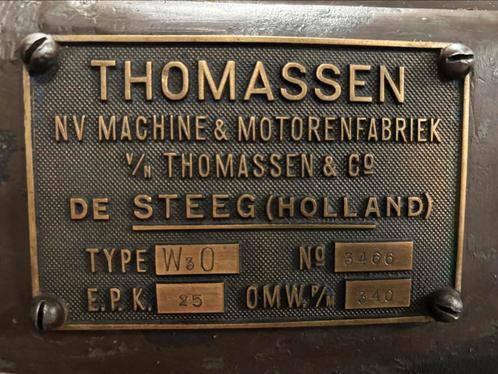 THOMASSEN
NV MACHINE & MOTORENFABRIEK
V/H THOMASSEN & Cº
DE STEEG (HOLLAND)
TYPE W3O Nº 3466
E.P.K. 25 OMW. P/M 340